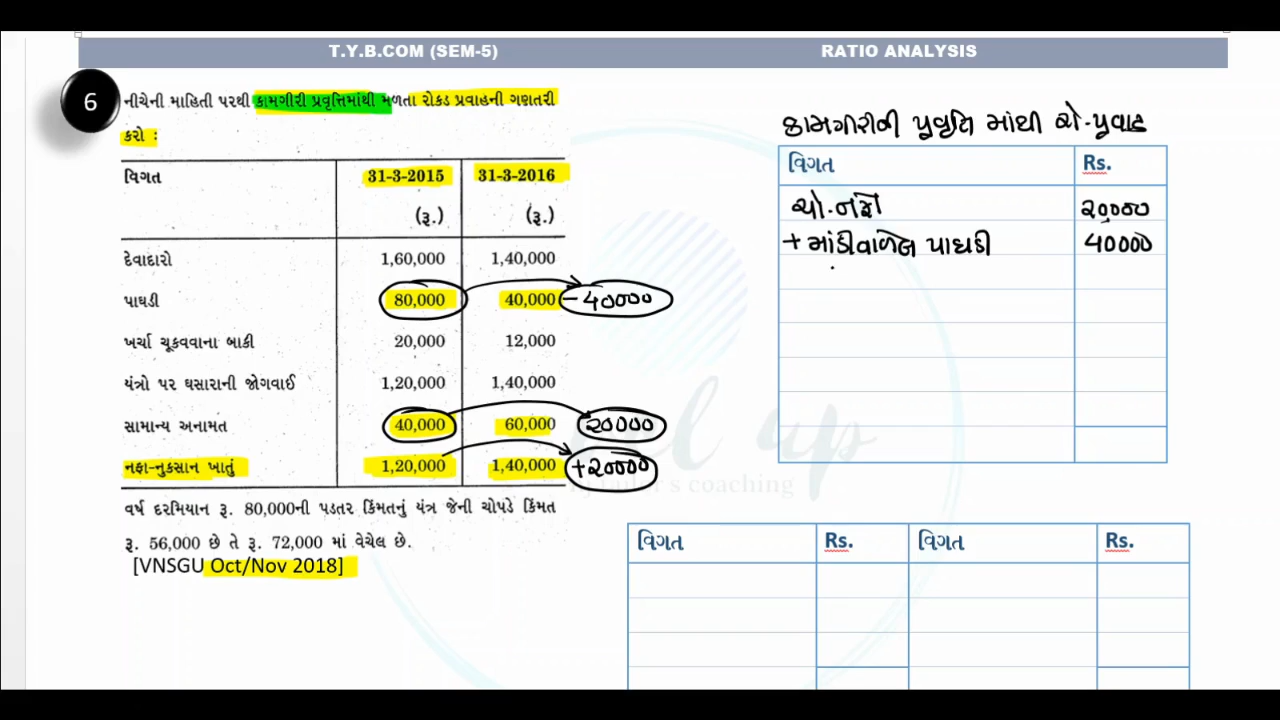 T.Y.B.COM (SEM-5) RATIO ANALYSIS
6
નીચેની માહિતી પરથી કામગીરી પ્રવૃત્તિમાંથી મળતા રોકડ પ્રવાહની ગણતરી
કરો :
વિગત 31-3-2015 31-3-2016
(રૂ.) (રૂ.)
દેવાદારો 1,60,000 1,40,000
પાઘડી 80,000 40,000 -40000
ખર્ચા ચૂકવવાના બાકી 20,000 12,000
યંત્રો પર ઘસારાની જોગવાઈ 1,20,000 1,40,000
સામાન્ય અનામત 40,000 60,000 20000
નફા-નુકસાન ખાતું 1,20,000 1,40,000 +20000
વર્ષ દરમિયાન રૂ. 80,000ની પડતર કિંમતનું યંત્ર જેની ચોપડે કિંમત
રૂ. 56,000 છે તે રૂ. 72,000 માં વેચેલ છે.
[VNSGU Oct/Nov 2018]
કામગીરીની પ્રવૃત્તિ માંથી રો-પ્રવાહ
વિગત Rs.
ચો.નફો 20,000
+ માંડીવાળેલ પાઘડી 40000
વિગત Rs. વિગત Rs.
up
's coaching